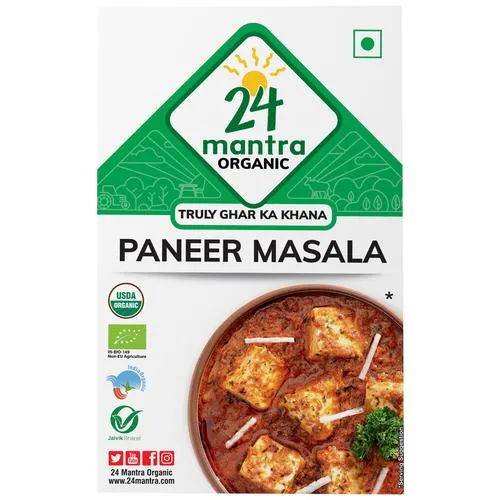 24
mantra
ORGANIC
TRULY GHAR KA KHANA
PANEER MASALA
USDA
ORGANIC
IN-BIO-149
Non-EU Agriculture
India Organic
Jaivik Bharat
*
24 Mantra Organic
www.24mantra.com
*Serving Suggestion